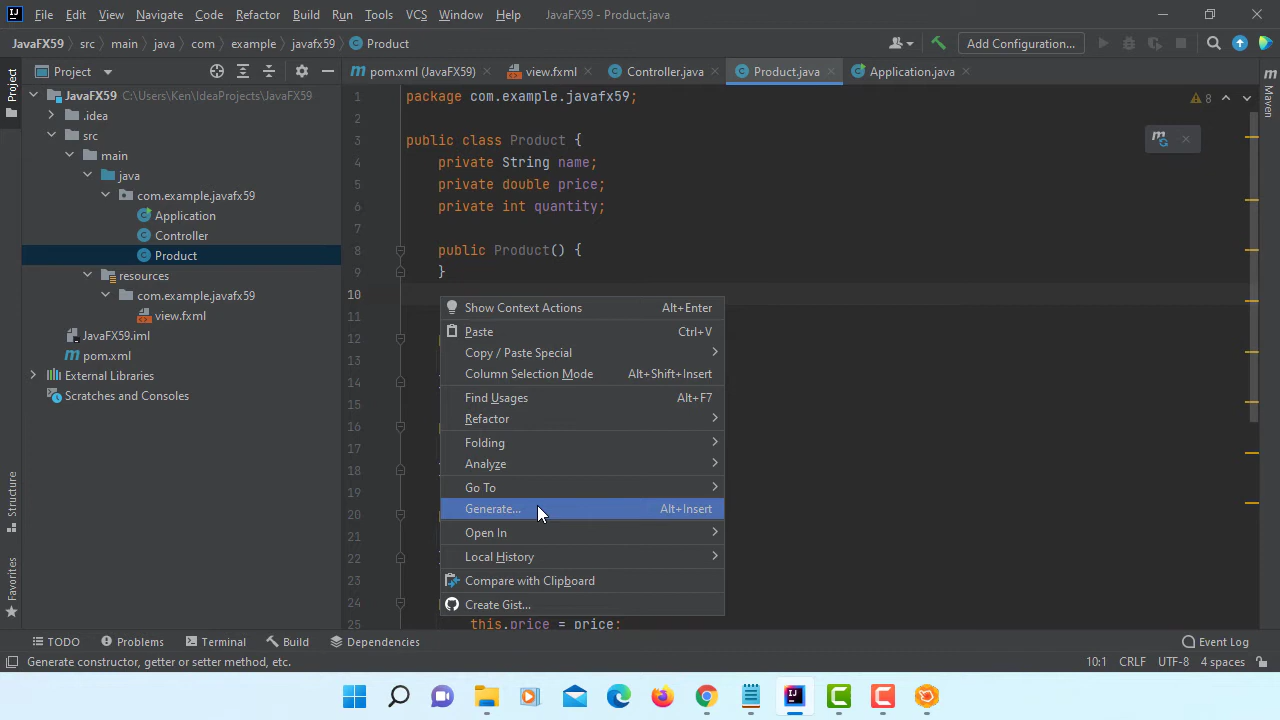 File Edit View Navigate Code Refactor Build Run Tools VCS Window Help JavaFX59 - Product.java
JavaFX59 src main java com example javafx59 Product Add Configuration...
Project
pom.xml (JavaFX59) view.fxml Controller.java Product.java Application.java
Project
JavaFX59 C:\Users\Ken\IdeaProjects\JavaFX59
.idea
src
main
java
com.example.javafx59
Application
Controller
Product
resources
com.example.javafx59
view.fxml
JavaFX59.iml
pom.xml
External Libraries
Scratches and Consoles
Structure
Favorites
1 package com.example.javafx59;
2
3 public class Product {
4 private String name;
5 private double price;
6 private int quantity;
7
8 public Product() {
9 }
10
11
12
13
14
15
16
17
18
19
20
21
22
23
24
25 this.price = price;
8
Maven
Show Context Actions Alt+Enter
Paste Ctrl+V
Copy / Paste Special
Column Selection Mode Alt+Shift+Insert
Find Usages Alt+F7
Refactor
Folding
Analyze
Go To
Generate... Alt+Insert
Open In
Local History
Compare with Clipboard
Create Gist...
TODO Problems Terminal Build Dependencies Event Log
Generate constructor, getter or setter method, etc. 10:1 CRLF UTF-8 4 spaces